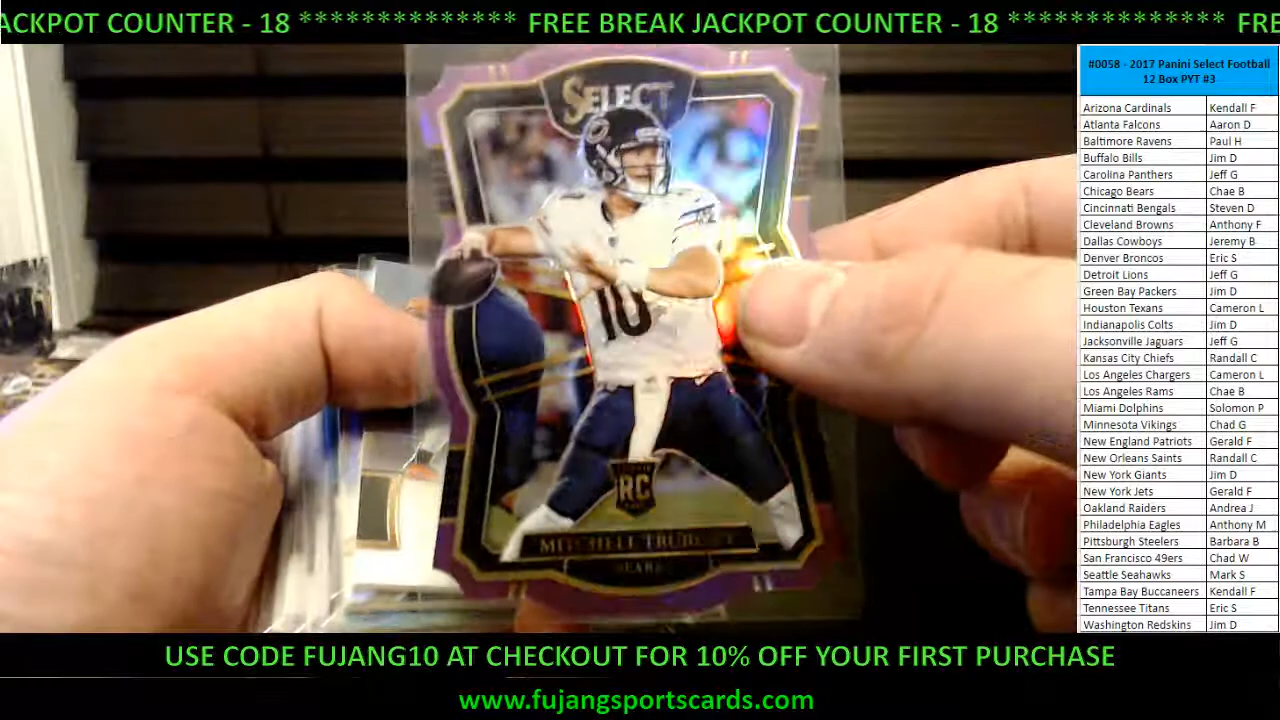 ACKPOT COUNTER - 18 ************** FREE BREAK JACKPOT COUNTER - 18 ************** FRE
#0058 - 2017 Panini Select Football
12 Box PYT #3
Arizona Cardinals Kendall F
Atlanta Falcons Aaron D
Baltimore Ravens Paul H
Buffalo Bills Jim D
Carolina Panthers Jeff G
Chicago Bears Chae B
Cincinnati Bengals Steven D
Cleveland Browns Anthony F
Dallas Cowboys Jeremy B
Denver Broncos Eric S
Detroit Lions Jeff G
Green Bay Packers Jim D
Houston Texans Cameron L
Indianapolis Colts Jim D
Jacksonville Jaguars Jeff G
Kansas City Chiefs Randall C
Los Angeles Chargers Cameron L
Los Angeles Rams Chae B
Miami Dolphins Solomon P
Minnesota Vikings Chad G
New England Patriots Gerald F
New Orleans Saints Randall C
New York Giants Jim D
New York Jets Gerald F
Oakland Raiders Andrea J
Philadelphia Eagles Anthony M
Pittsburgh Steelers Barbara B
San Francisco 49ers Chad W
Seattle Seahawks Mark S
Tampa Bay Buccaneers Kendall F
Tennessee Titans Eric S
Washington Redskins Jim D
SELECT
10
RC
MITCHELL TRUBISKY
BEARS
USE CODE FUJANG10 AT CHECKOUT FOR 10% OFF YOUR FIRST PURCHASE
www.fujangsportscards.com